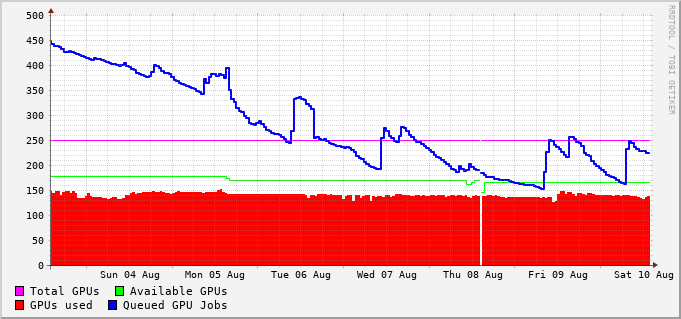 500
450
400
350
300
250
200
150
100
50
0
Sun 04 Aug Mon 05 Aug Tue 06 Aug Wed 07 Aug Thu 08 Aug Fri 09 Aug Sat 10 Aug
Total GPUs Available GPUs
GPUs used Queued GPU Jobs
RRDTOOL / TOBI OETIKER